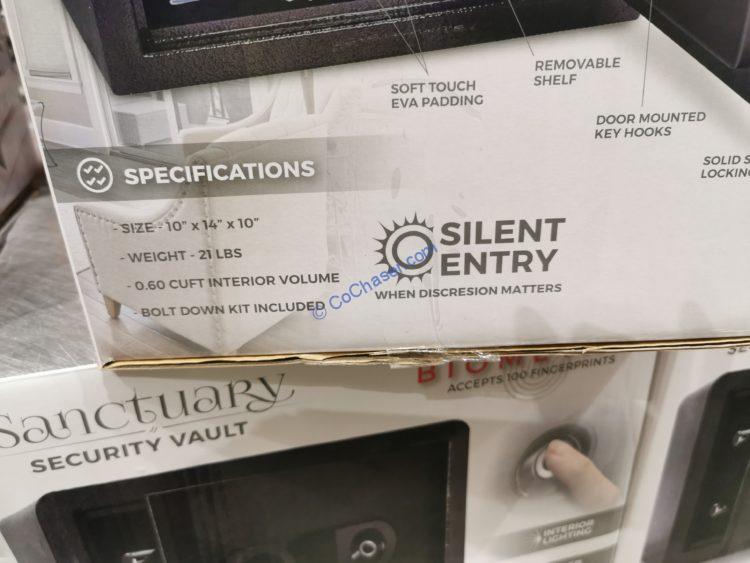 SOFT TOUCH
EVA PADDING
REMOVABLE
SHELF
DOOR MOUNTED
KEY HOOKS
SOLID S
LOCKING
SPECIFICATIONS
- SIZE - 10" x 14" x 10"
- WEIGHT - 21 LBS
- 0.60 CUFT INTERIOR VOLUME
- BOLT DOWN KIT INCLUDED
SILENT
ENTRY
WHEN DISCRESION MATTERS
© CoChaser.com
Sanctuary
SECURITY VAULT
ACCEPTS 100 FINGERPRINTS
INTERIOR
LIGHTING